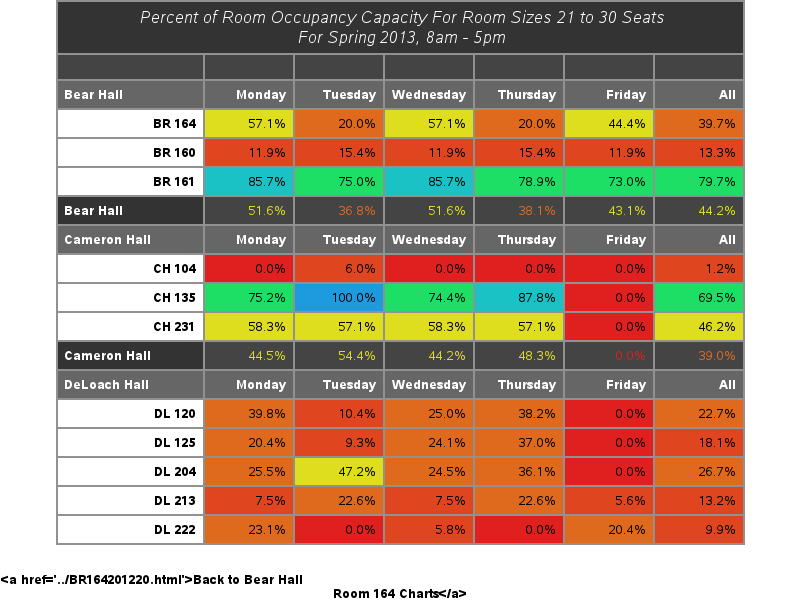 Percent of Room Occupancy Capacity For Room Sizes 21 to 30 Seats
For Spring 2013, 8am - 5pm
Bear Hall Monday Tuesday Wednesday Thursday Friday All
BR 164 57.1% 20.0% 57.1% 20.0% 44.4% 39.7%
BR 160 11.9% 15.4% 11.9% 15.4% 11.9% 13.3%
BR 161 85.7% 75.0% 85.7% 78.9% 73.0% 79.7%
Bear Hall 51.6% 36.8% 51.6% 38.1% 43.1% 44.2%
Cameron Hall Monday Tuesday Wednesday Thursday Friday All
CH 104 0.0% 6.0% 0.0% 0.0% 0.0% 1.2%
CH 135 75.2% 100.0% 74.4% 87.8% 0.0% 69.5%
CH 231 58.3% 57.1% 58.3% 57.1% 0.0% 46.2%
Cameron Hall 44.5% 54.4% 44.2% 48.3% 0.0% 39.0%
DeLoach Hall Monday Tuesday Wednesday Thursday Friday All
DL 120 39.8% 10.4% 25.0% 38.2% 0.0% 22.7%
DL 125 20.4% 9.3% 24.1% 37.0% 0.0% 18.1%
DL 204 25.5% 47.2% 24.5% 36.1% 0.0% 26.7%
DL 213 7.5% 22.6% 7.5% 22.6% 5.6% 13.2%
DL 222 23.1% 0.0% 5.8% 0.0% 20.4% 9.9%
<a href='../BR164201220.html'>Back to Bear Hall
Room 164 Charts</a>